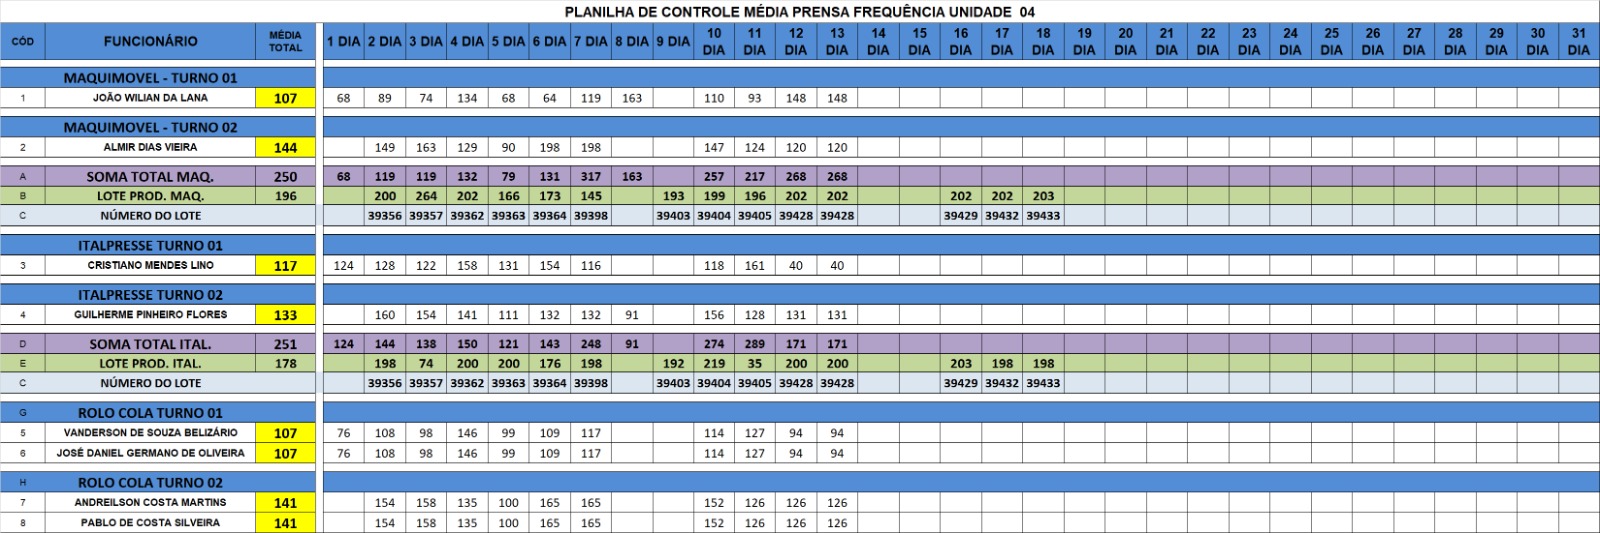 PLANILHA DE CONTROLE MÉDIA PRENSA FREQUÊNCIA UNIDADE 04
CÓD FUNCIONÁRIO MÉDIA TOTAL 1 DIA 2 DIA 3 DIA 4 DIA 5 DIA 6 DIA 7 DIA 8 DIA 9 DIA 10 DIA 11 DIA 12 DIA 13 DIA 14 DIA 15 DIA 16 DIA 17 DIA 18 DIA 19 DIA 20 DIA 21 DIA 22 DIA 23 DIA 24 DIA 25 DIA 26 DIA 27 DIA 28 DIA 29 DIA 30 DIA 31 DIA
MAQUIMOVEL - TURNO 01
1 JOÃO WILIAN DA LANA 107 68 89 74 134 68 64 119 163 110 93 148 148
MAQUIMOVEL - TURNO 02
2 ALMIR DIAS VIEIRA 144 149 163 129 90 198 198 147 124 120 120
A SOMA TOTAL MAQ. 250 68 119 119 132 79 131 317 163 257 217 268 268
B LOTE PROD. MAQ. 196 200 264 202 166 173 145 193 199 196 202 202 202 202 203
C NÚMERO DO LOTE 39356 39357 39362 39363 39364 39398 39403 39404 39405 39428 39428 39429 39432 39433
ITALPRESSE TURNO 01
3 CRISTIANO MENDES LINO 117 124 128 122 158 131 154 116 118 161 40 40
ITALPRESSE TURNO 02
4 GUILHERME PINHEIRO FLORES 133 160 154 141 111 132 132 91 156 128 131 131
D SOMA TOTAL ITAL. 251 124 144 138 150 121 143 248 91 274 289 171 171
E LOTE PROD. ITAL. 178 198 74 200 200 176 198 192 219 35 200 200 203 198 198
C NÚMERO DO LOTE 39356 39357 39362 39363 39364 39398 39403 39404 39405 39428 39428 39429 39432 39433
G ROLO COLA TURNO 01
5 VANDERSON DE SOUZA BELIZÁRIO 107 76 108 98 146 99 109 117 114 127 94 94
6 JOSÉ DANIEL GERMANO DE OLIVEIRA 107 76 108 98 146 99 109 117 114 127 94 94
H ROLO COLA TURNO 02
7 ANDREILSON COSTA MARTINS 141 154 158 135 100 165 165 152 126 126 126
8 PABLO DE COSTA SILVEIRA 141 154 158 135 100 165 165 152 126 126 126